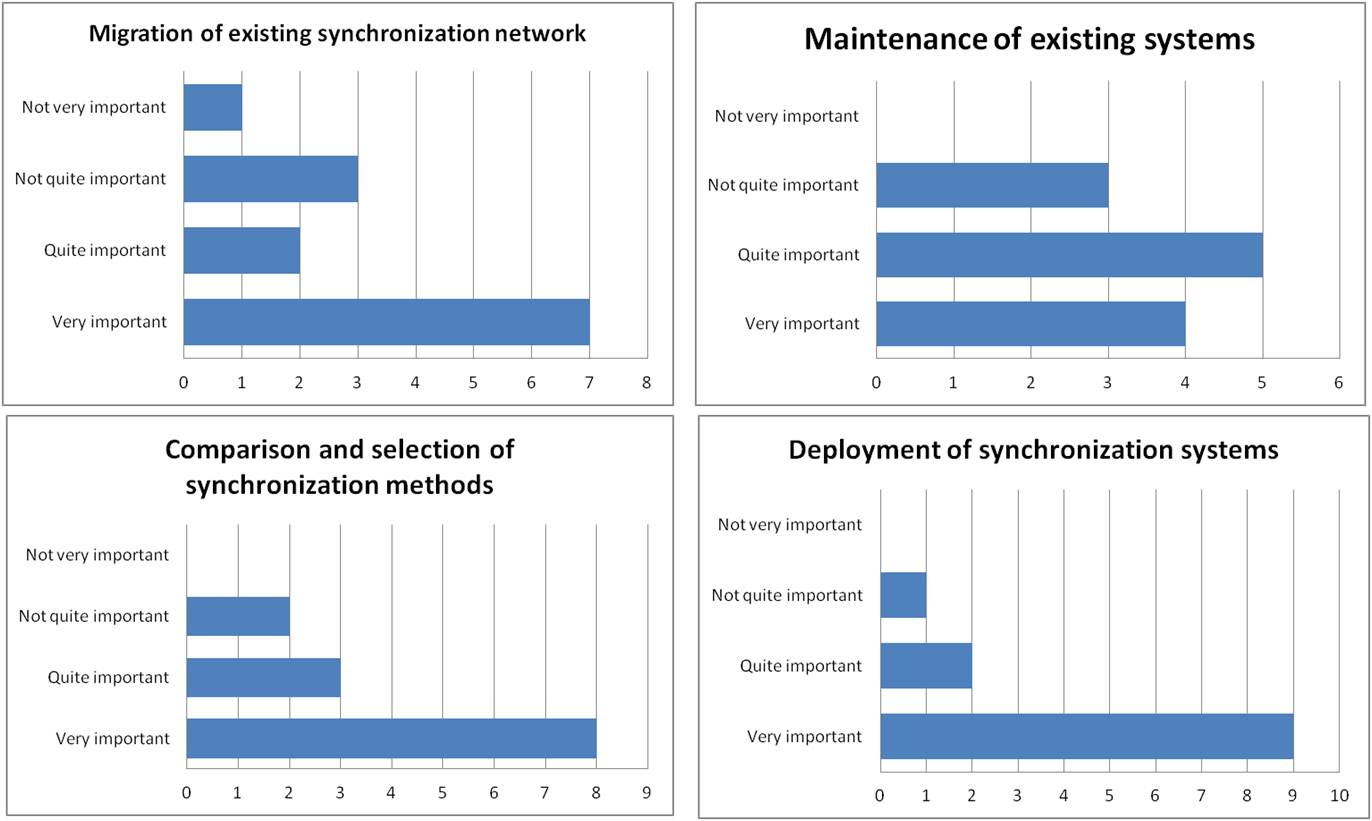 Migration of existing synchronization network
Not very important
Not quite important
Quite important
Very important
0 1 2 3 4 5 6 7 8
Maintenance of existing systems
Not very important
Not quite important
Quite important
Very important
0 1 2 3 4 5 6
Comparison and selection of
synchronization methods
Not very important
Not quite important
Quite important
Very important
0 1 2 3 4 5 6 7 8 9
Deployment of synchronization systems
Not very important
Not quite important
Quite important
Very important
0 1 2 3 4 5 6 7 8 9 10